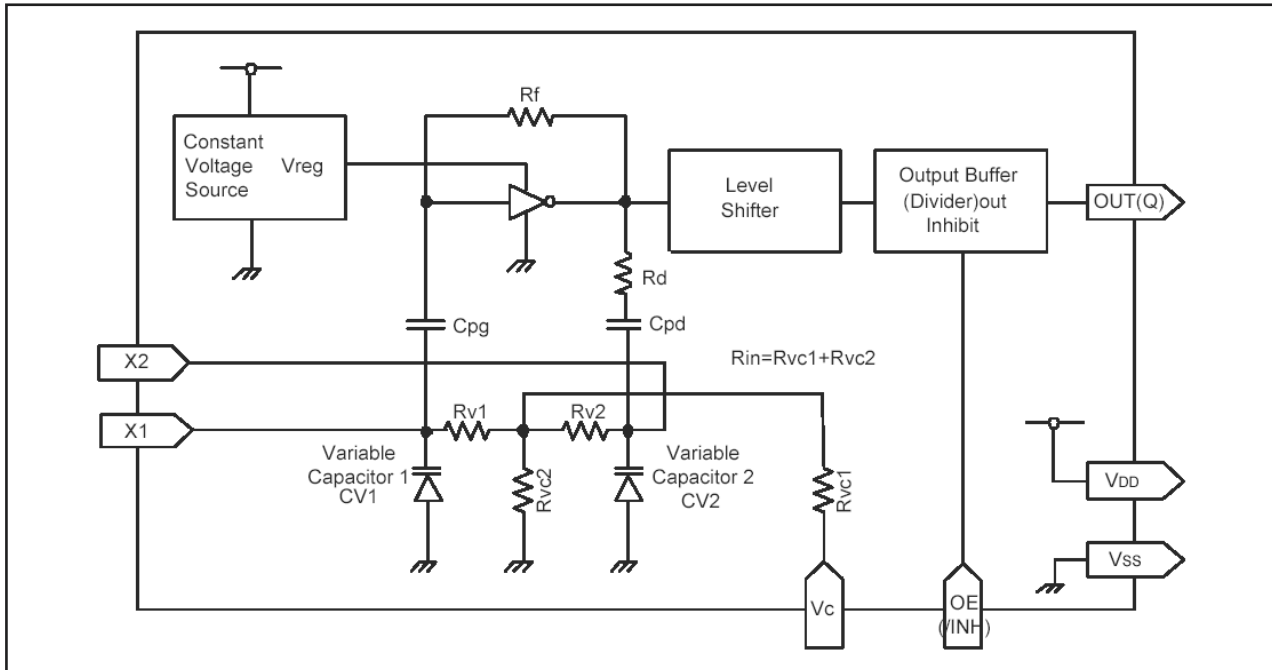 Rf
Constant
Voltage Vreg
Source
Level
Shifter
Output Buffer
(Divider)out
Inhibit
OUT(Q)
Rd
Cpg
Cpd
X2
Rin=Rvc1+Rvc2
X1
Rv1
Rv2
Variable
Capacitor 1
CV1
Rvc2
Variable
Capacitor 2
CV2
Rvc1
VDD
Vss
Vc
OE
(/INH)